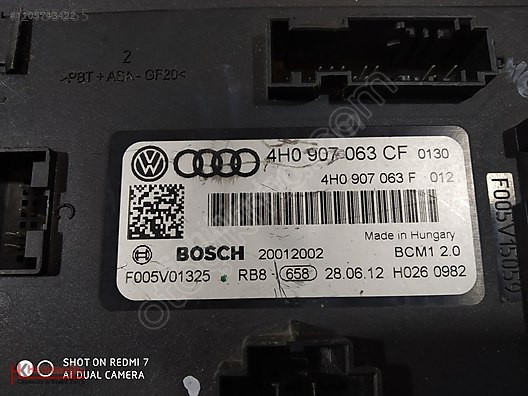 #1205743422
2
>PBT+ASA-GF20<
4H0 907 063 CF 0130
4H0 907 063 F 012
Made in Hungary
BOSCH 20012002 BCM1 2.0
F005V01325 RB8- 658 28.06.12 H026 0982
F005V15059
SHOT ON REDMI 7
AI DUAL CAMERA